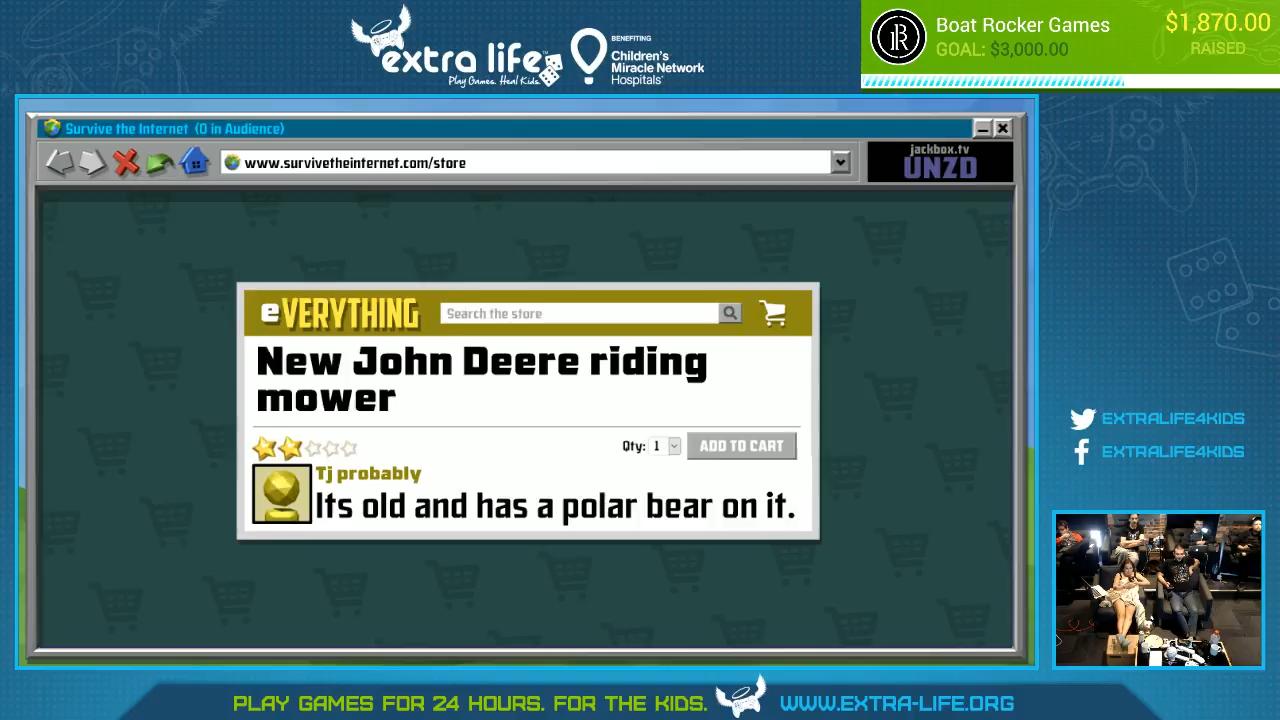 extra life™
Play Games. Heal Kids.
BENEFITING
Children's
Miracle Network
Hospitals
Boat Rocker Games
GOAL: $3,000.00
$1,870.00
RAISED
Survive the Internet (0 in Audience)
www.survivetheinternet.com/store
jackbox.tv
UNZD
eVERYTHING
Search the store
New John Deere riding
mower
Qty: 1
ADD TO CART
Tj probably
Its old and has a polar bear on it.
EXTRALIFE4KIDS
EXTRALIFE4KIDS
PLAY GAMES FOR 24 HOURS. FOR THE KIDS.
WWW.EXTRA-LIFE.ORG